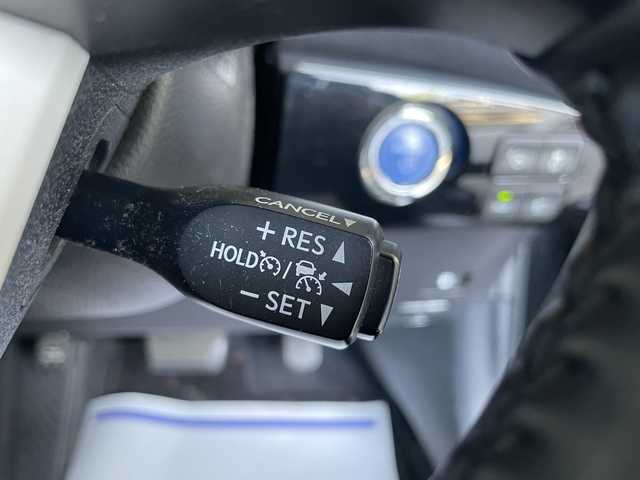 CANCEL
+ RES
HOLD /
− SET